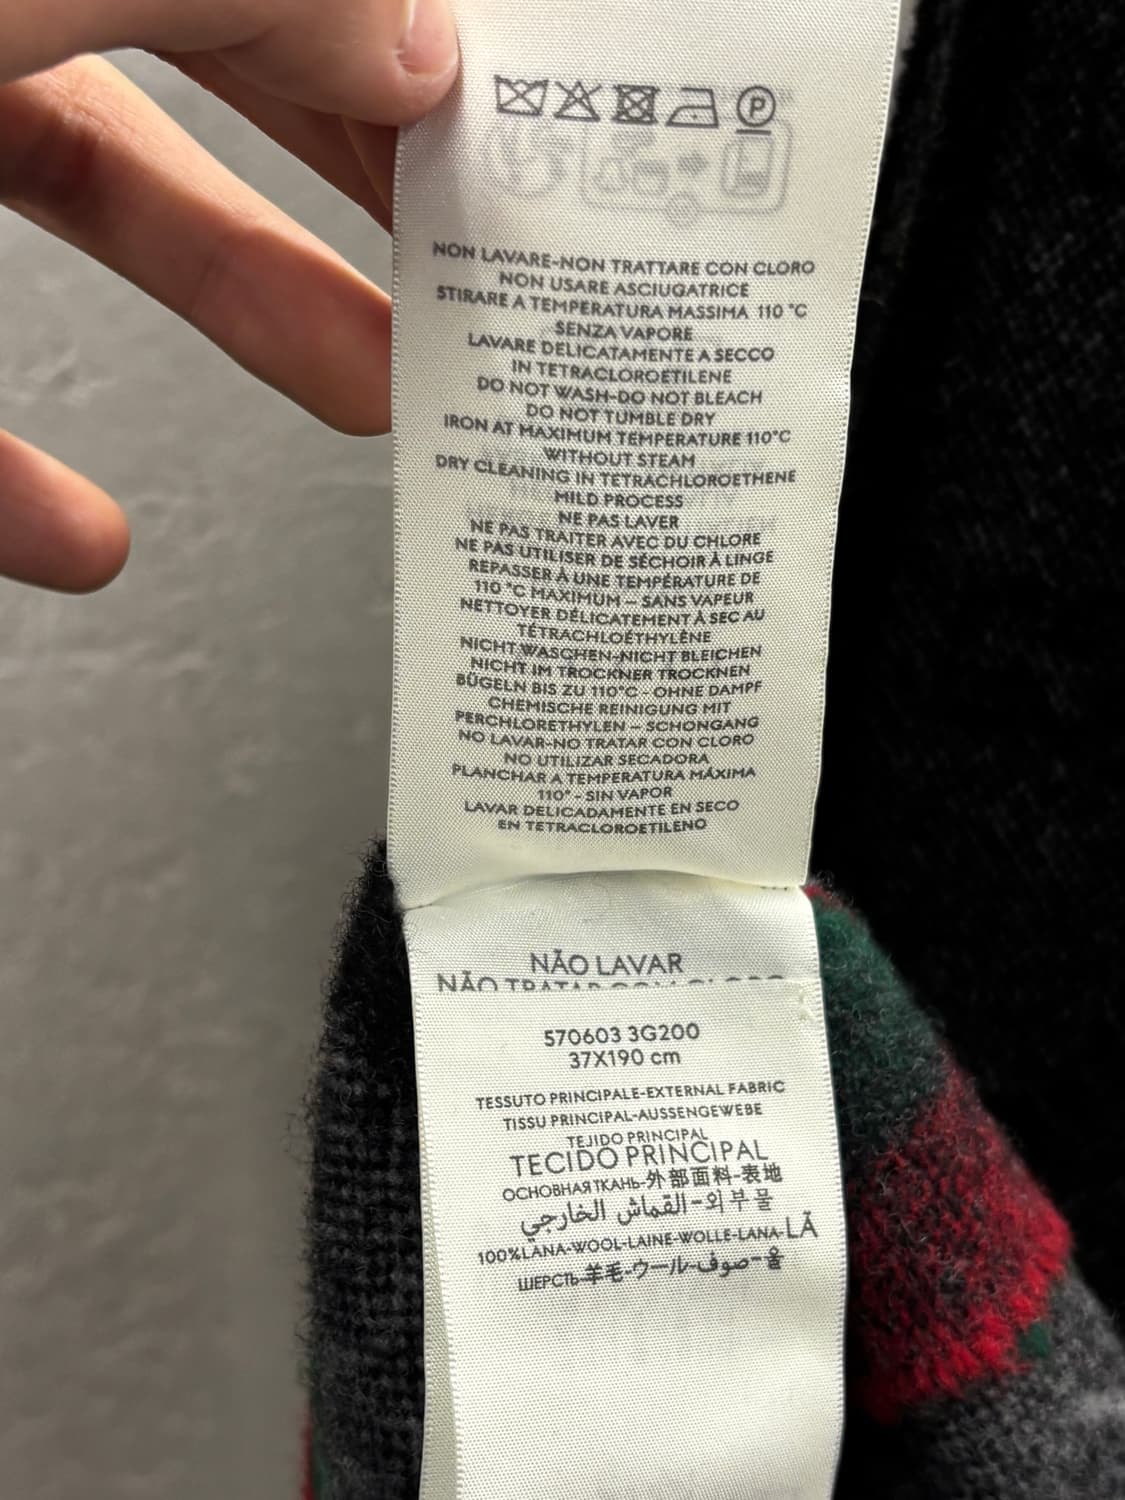 P
NON LAVARE-NON TRATTARE CON CLORO
NON USARE ASCIUGATRICE
STIRARE A TEMPERATURA MASSIMA 110 °C
SENZA VAPORE
LAVARE DELICATAMENTE A SECCO
IN TETRACLOROETILENE
DO NOT WASH-DO NOT BLEACH
DO NOT TUMBLE DRY
IRON AT MAXIMUM TEMPERATURE 110°C
WITHOUT STEAM
DRY CLEANING IN TETRACHLOROETHENE
MILD PROCESS
NE PAS LAVER
NE PAS TRAITER AVEC DU CHLORE
NE PAS UTILISER DE SÉCHOIR À LINGE
REPASSER À UNE TEMPÉRATURE DE
110 °C MAXIMUM – SANS VAPEUR
NETTOYER DÉLICATEMENT À SEC AU
TÉTRACHLOÉTHYLÈNE
NICHT WASCHEN-NICHT BLEICHEN
NICHT IM TROCKNER TROCKNEN
BÜGELN BIS ZU 110°C - OHNE DAMPF
CHEMISCHE REINIGUNG MIT
PERCHLORETHYLEN – SCHONGANG
NO LAVAR-NO TRATAR CON CLORO
NO UTILIZAR SECADORA
PLANCHAR A TEMPERATURA MÁXIMA
110° - SIN VAPOR
LAVAR DELICADAMENTE EN SECO
EN TETRACLOROETILENO
NÃO LAVAR
NÃO TRATAR COM CLORO
570603 3G200
37X190 cm
TESSUTO PRINCIPALE-EXTERNAL FABRIC
TISSU PRINCIPAL-AUSSENGEWEBE
TEJIDO PRINCIPAL
TECIDO PRINCIPAL
ОСНОВНАЯ ТКАНЬ-外部面料-表地
القماش الخارجي-외부물
100%LANA-WOOL-LAINE-WOLLE-LANA-LÃ
ШЕРСТЬ-羊毛-ウール-صوف-울